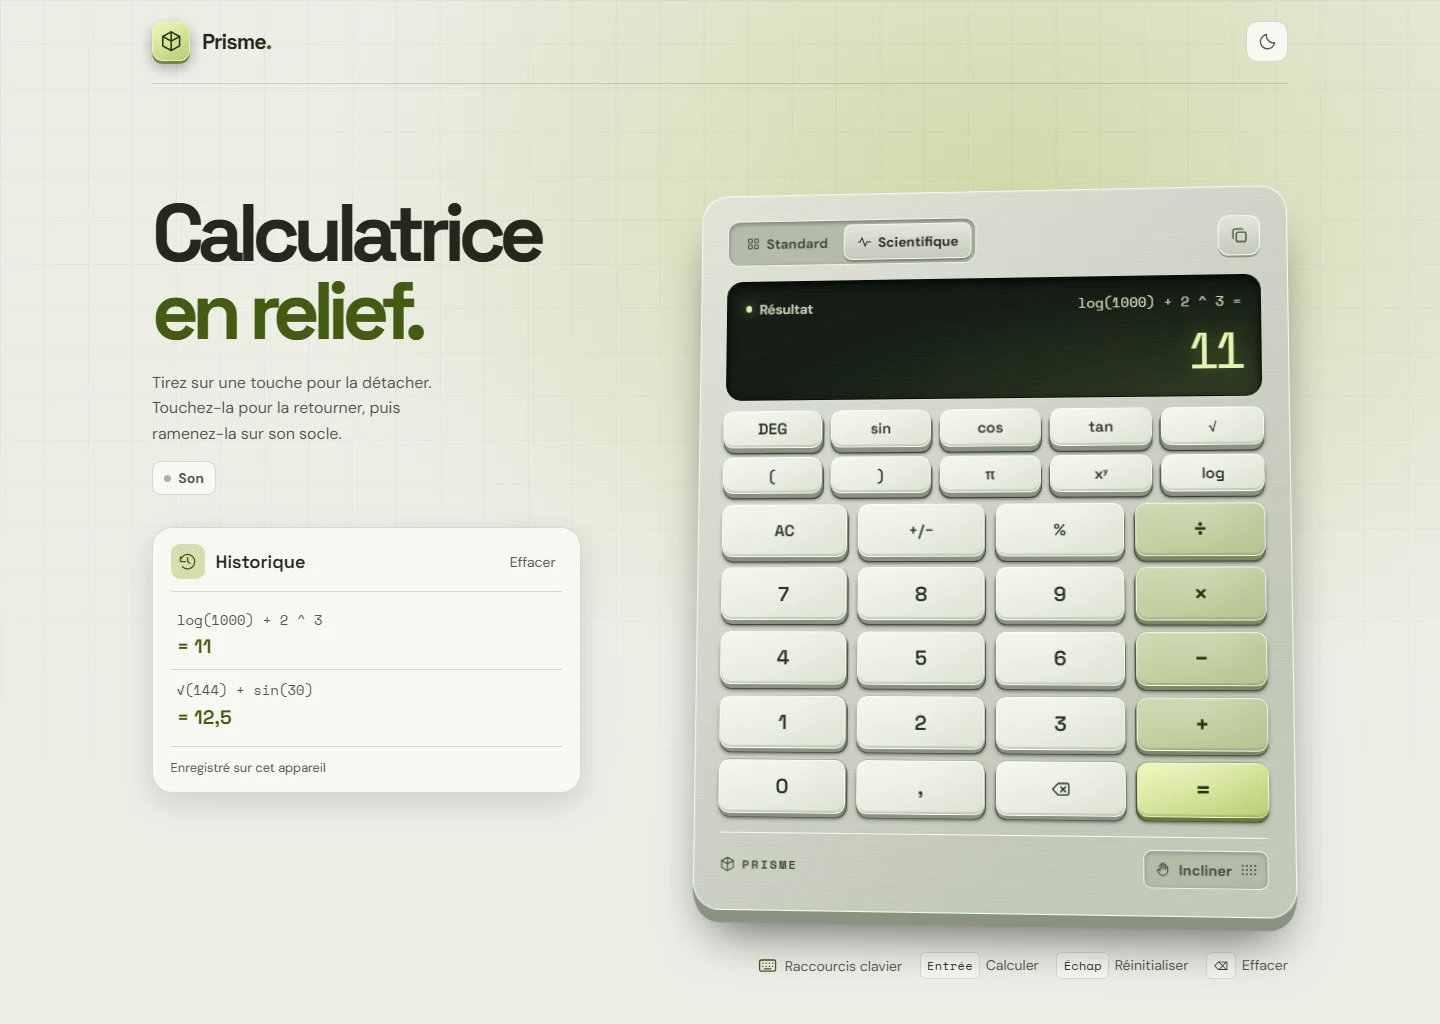 Prisme.
Calculatrice
en relief.
Tirez sur une touche pour la détacher.
Touchez-la pour la retourner, puis
ramenez-la sur son socle.
Son
Historique
Effacer
log(1000) + 2 ^ 3
= 11
√(144) + sin(30)
= 12,5
Enregistré sur cet appareil
Standard
Scientifique
Résultat
log(1000) + 2 ^ 3 =
11
DEG sin cos tan √
( ) π xʸ log
AC +/− % ÷
7 8 9 ×
4 5 6 −
1 2 3 +
0 , =
PRISME
Incliner
Raccourcis clavier Entrée Calculer Échap Réinitialiser ⌫ Effacer